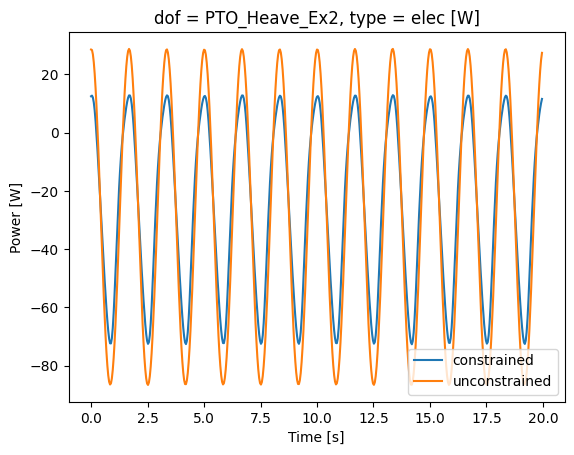 dof = PTO_Heave_Ex2, type = elec [W]
Power [W]
20
0
−20
−40
−60
−80
constrained
unconstrained
0.0 2.5 5.0 7.5 10.0 12.5 15.0 17.5 20.0
Time [s]